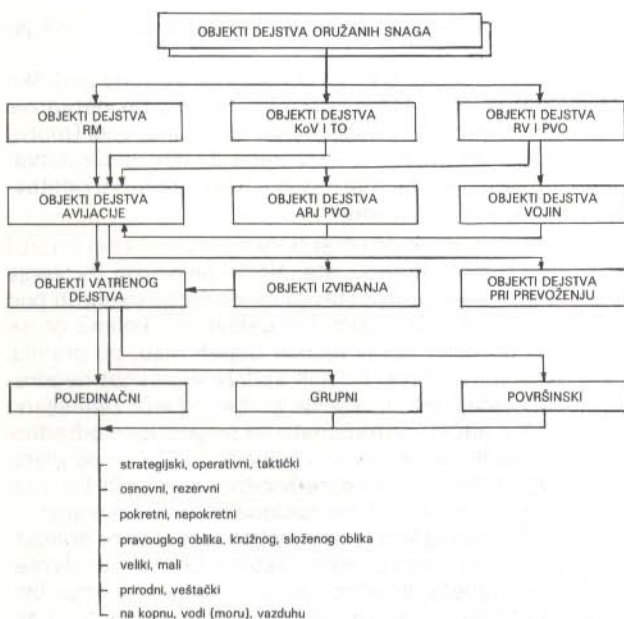 OBJEKTI DEJSTVA ORUŽANIH SNAGA
OBJEKTI DEJSTVA
RM
OBJEKTI DEJSTVA
KoV I TO
OBJEKTI DEJSTVA
RV I PVO
OBJEKTI DEJSTVA
AVIJACIJE
OBJEKTI DEJSTVA
ARJ PVO
OBJEKTI DEJSTVA
VOJIN
OBJEKTI VATRENOG
DEJSTVA
OBJEKTI IZVIĐANJA
OBJEKTI DEJSTVA
PRI PREVOŽENJU
POJEDINAČNI
GRUPNI
POVRŠINSKI
strategijski, operativni, taktički
osnovni, rezervni
pokretni, nepokretni
pravouglog oblika, kružnog, složenog oblika
veliki, mali
prirodni, veštački
na kopnu, vodi (moru), vazduhu